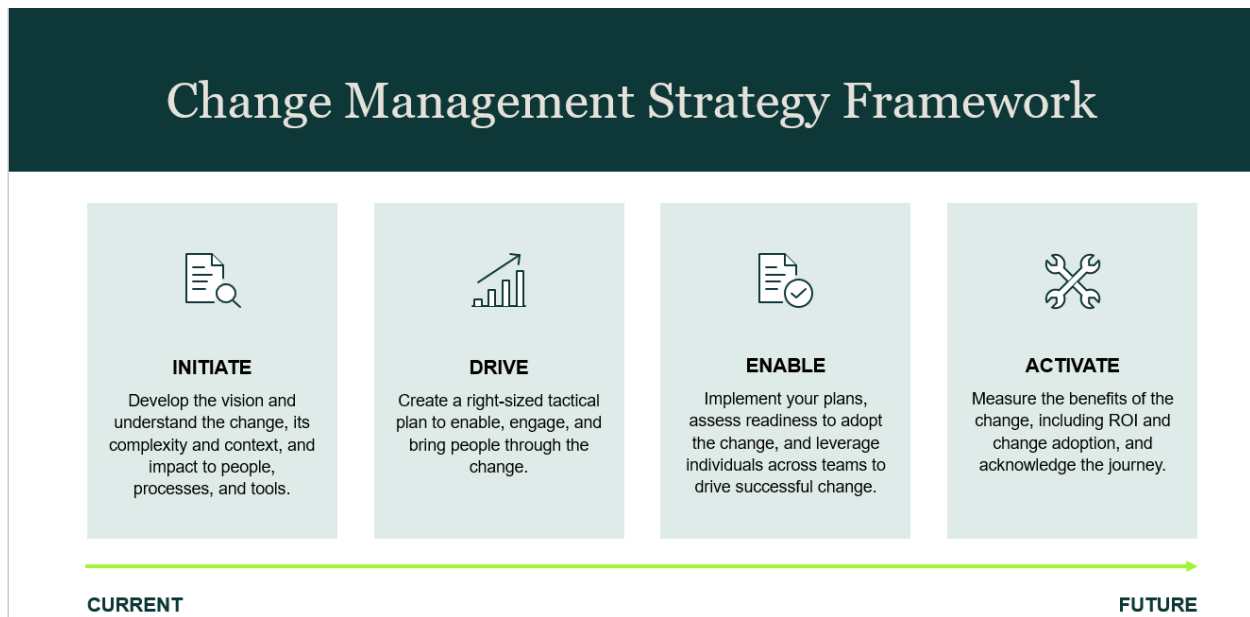 Change Management Strategy Framework
INITIATE
Develop the vision and
understand the change, its
complexity and context, and
impact to people,
processes, and tools.
DRIVE
Create a right-sized tactical
plan to enable, engage, and
bring people through the
change.
ENABLE
Implement your plans,
assess readiness to adopt
the change, and leverage
individuals across teams to
drive successful change.
ACTIVATE
Measure the benefits of the
change, including ROI and
change adoption, and
acknowledge the journey.
CURRENT
FUTURE